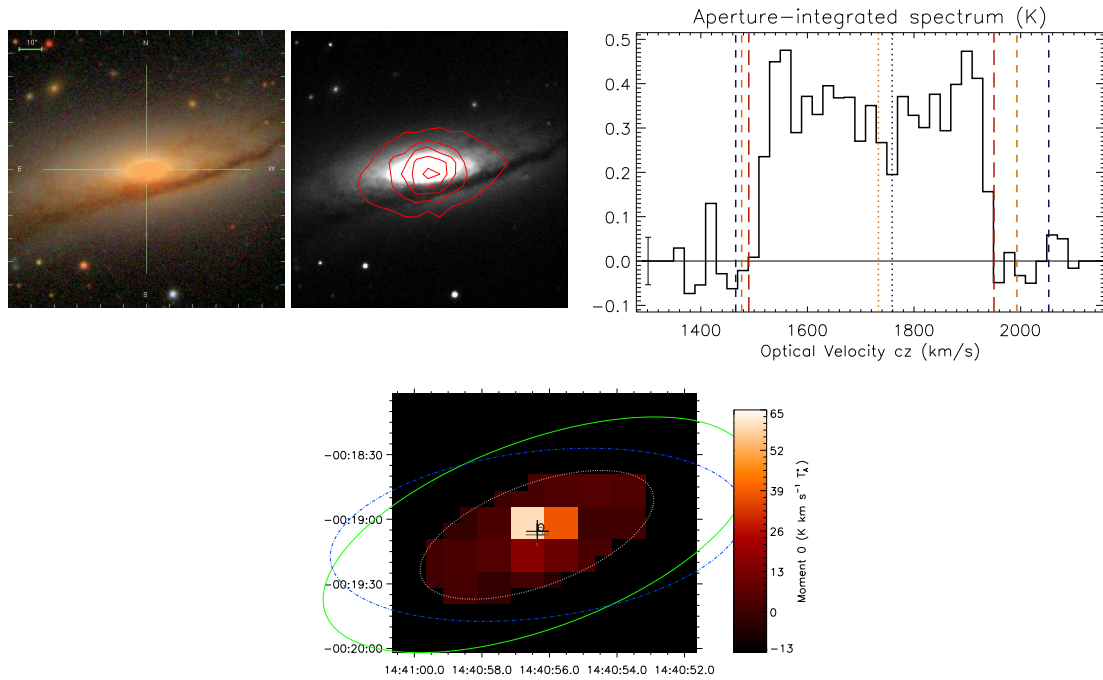 10"
N
E
W
S
Aperture−integrated spectrum (K)
0.5
0.4
0.3
0.2
0.1
0.0
−0.1
1400 1600 1800 2000
Optical Velocity cz (km/s)
−00:18:30
−00:19:00
−00:19:30
−00:20:00
14:41:00.0 14:40:58.0 14:40:56.0 14:40:54.0 14:40:52.0
65
52
39
26
13
0
−13
Moment 0 (K km s⁻¹ T*A)